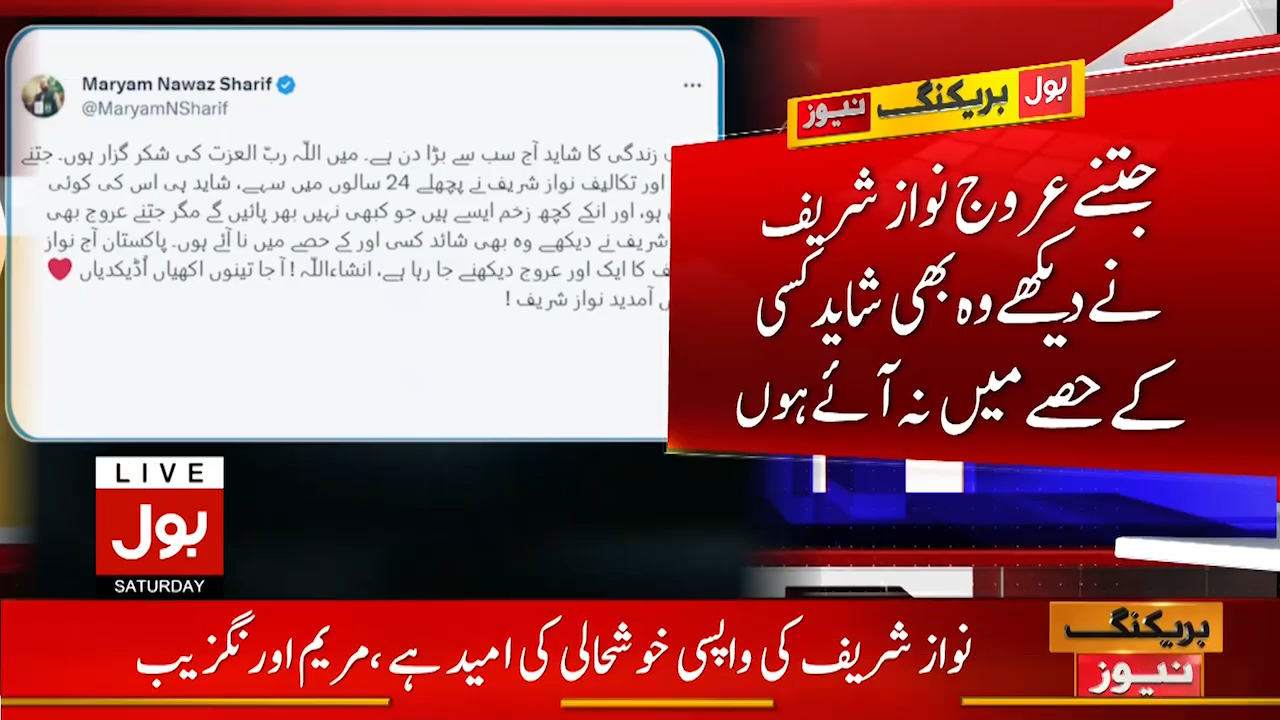 Maryam Nawaz Sharif
@MaryamNSharif
زندگی کا شاید آج سب سے بڑا دن ہے۔ میں اللّہ ربّ العزت کی شکر گزار ہوں۔ جتنے
اور تکالیف نواز شریف نے پچھلے 24 سالوں میں سہے، شاید ہی اس کی کوئی
ہو، اور انکے کچھ زخم ایسے ہیں جو کبھی نہیں بھر پائیں گے مگر جتنے عروج بھی
شریف نے دیکھے وہ بھی شائد کسی اور کے حصے میں نا آئے ہوں۔ پاکستان آج نواز
کا ایک اور عروج دیکھنے جا رہا ہے، انشاءاللّہ ! آ جا تینوں اکھیاں اُڈیکدیاں ❤
آمدید نواز شریف !
بول بریکنگ نیوز
جتنے عروج نواز شریف
نے دیکھے وہ بھی شاید کسی
کے حصے میں نہ آئے ہوں
LIVE
بول
SATURDAY
بریکنگ
نیوز
نواز شریف کی واپسی خوشحالی کی امید ہے ،مریم اورنگزیب